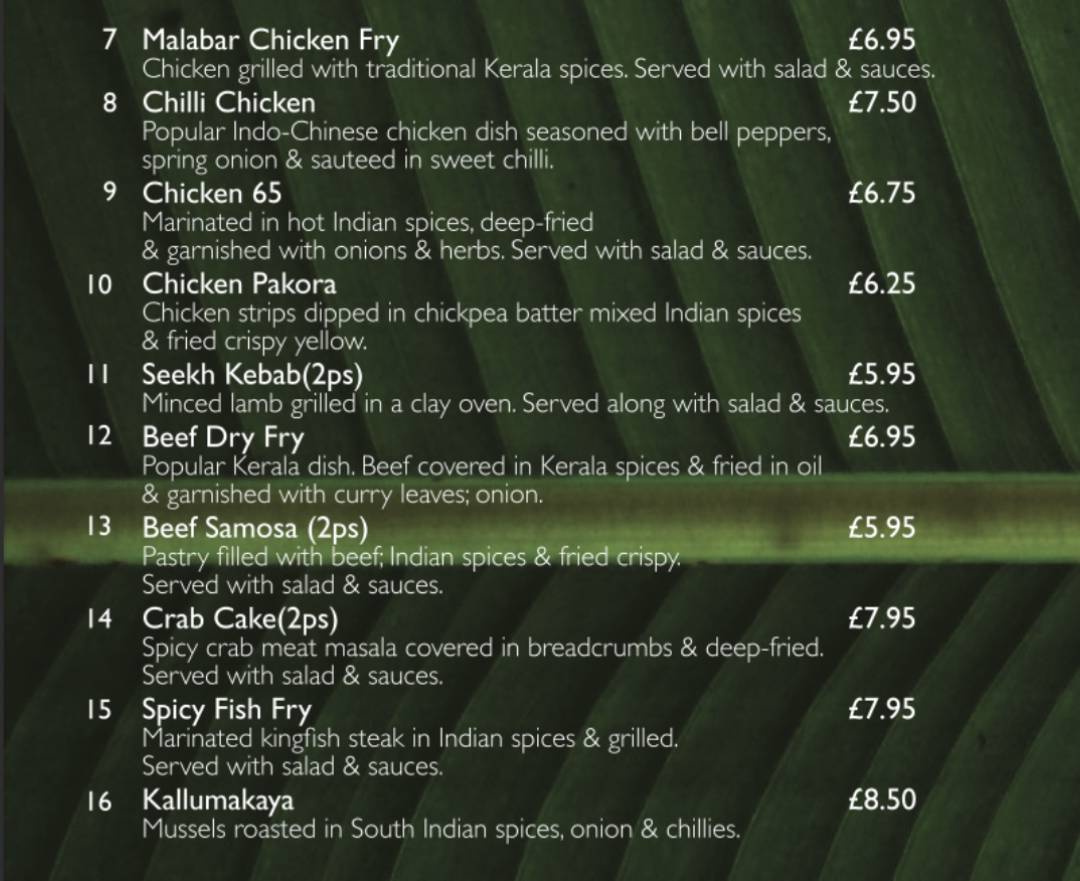 7 Malabar Chicken Fry £6.95
Chicken grilled with traditional Kerala spices. Served with salad & sauces.
8 Chilli Chicken £7.50
Popular Indo-Chinese chicken dish seasoned with bell peppers,
spring onion & sauteed in sweet chilli.
9 Chicken 65 £6.75
Marinated in hot Indian spices, deep-fried
& garnished with onions & herbs. Served with salad & sauces.
10 Chicken Pakora £6.25
Chicken strips dipped in chickpea batter mixed Indian spices
& fried crispy yellow.
11 Seekh Kebab(2ps) £5.95
Minced lamb grilled in a clay oven. Served along with salad & sauces.
12 Beef Dry Fry £6.95
Popular Kerala dish. Beef covered in Kerala spices & fried in oil
& garnished with curry leaves; onion.
13 Beef Samosa (2ps) £5.95
Pastry filled with beef; Indian spices & fried crispy.
Served with salad & sauces.
14 Crab Cake(2ps) £7.95
Spicy crab meat masala covered in breadcrumbs & deep-fried.
Served with salad & sauces.
15 Spicy Fish Fry £7.95
Marinated kingfish steak in Indian spices & grilled.
Served with salad & sauces.
16 Kallumakaya £8.50
Mussels roasted in South Indian spices, onion & chillies.